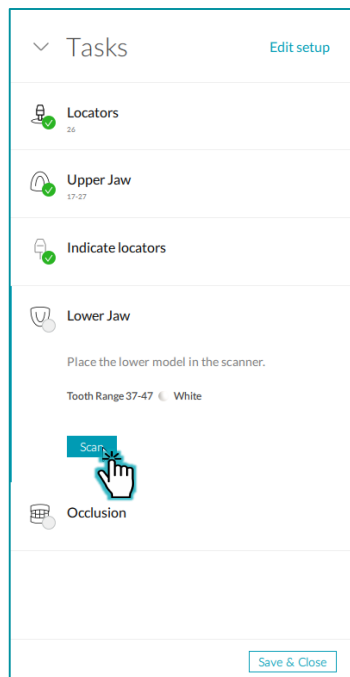 Tasks
Edit setup
Locators
26
Upper Jaw
17-27
Indicate locators
Lower Jaw
Place the lower model in the scanner.
Tooth Range 37-47 White
Scan
Occlusion
Save & Close